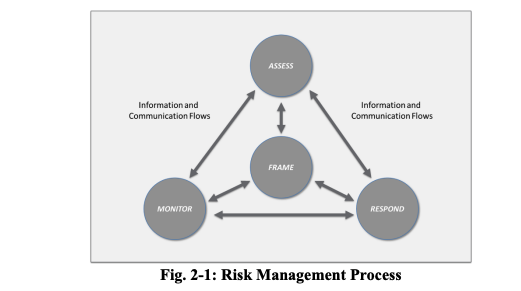 ASSESS
Information and
Communication Flows
Information and
Communication Flows
FRAME
MONITOR
RESPOND
Fig. 2-1: Risk Management Process